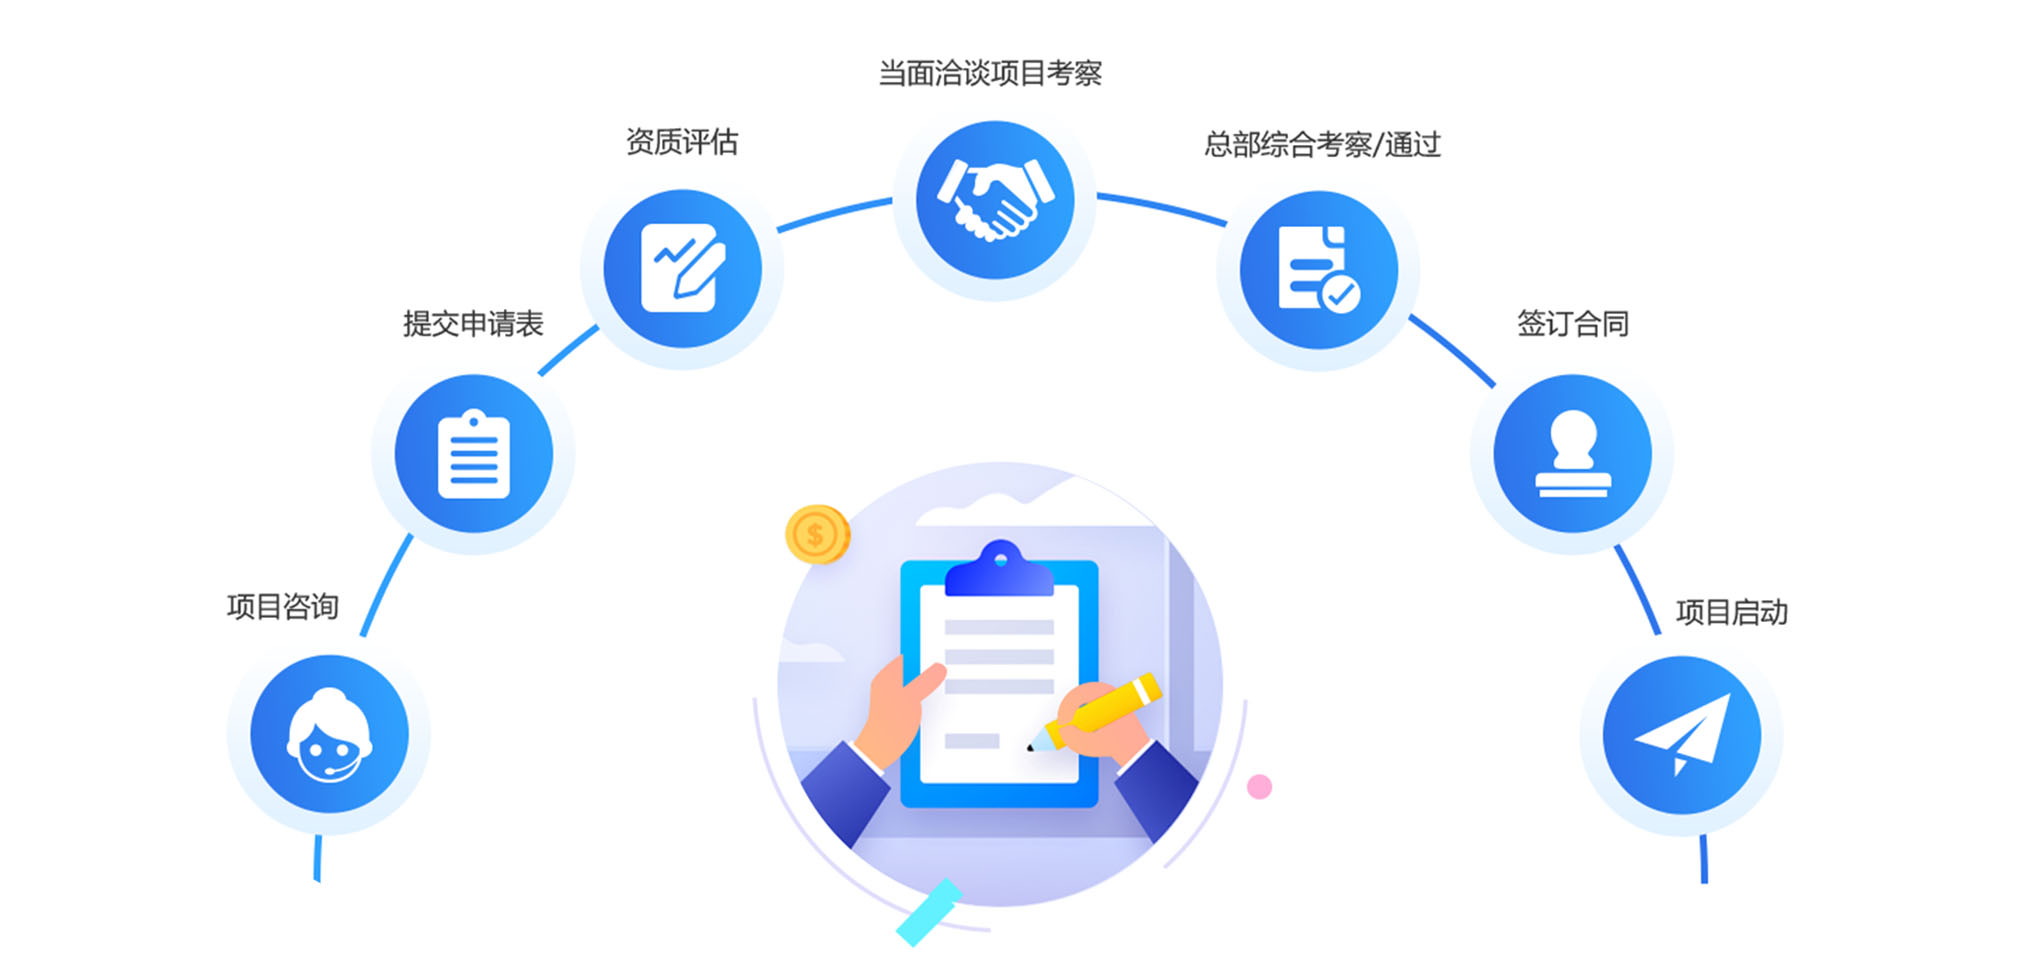 项目咨询
提交申请表
资质评估
当面洽谈项目考察
总部综合考察/通过
签订合同
项目启动
$